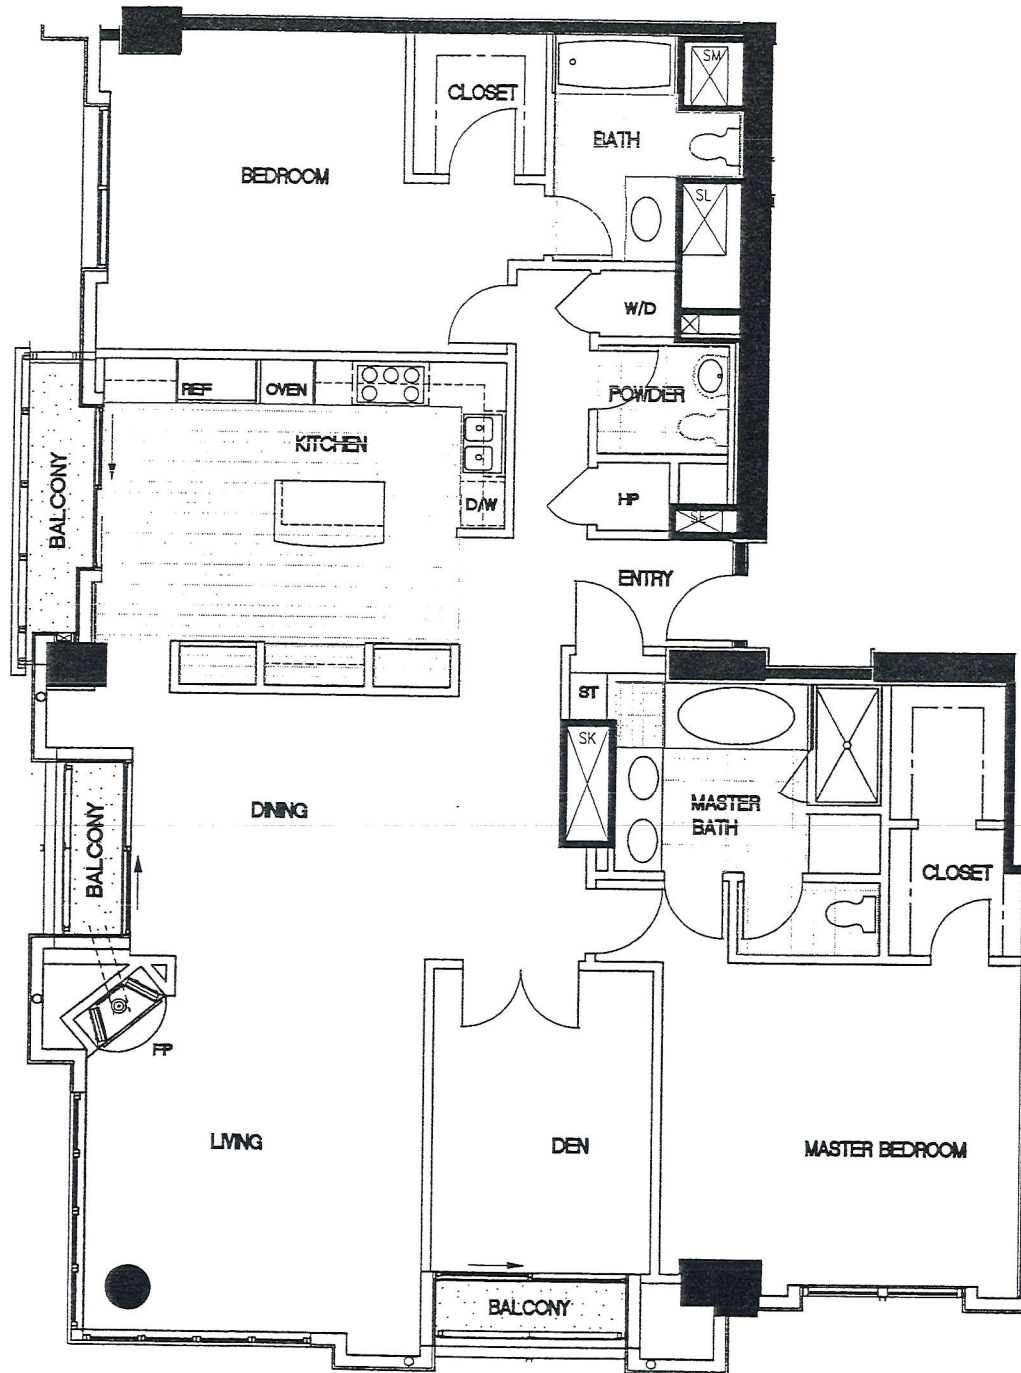 SM
CLOSET
BATH
BEDROOM
SL
W/D
REF
OVEN
POWDER
KITCHEN
BALCONY
D/W
HP
SL
ENTRY
ST
SK
DINING
MASTER
BATH
BALCONY
CLOSET
FP
LIVING
DEN
MASTER BEDROOM
BALCONY